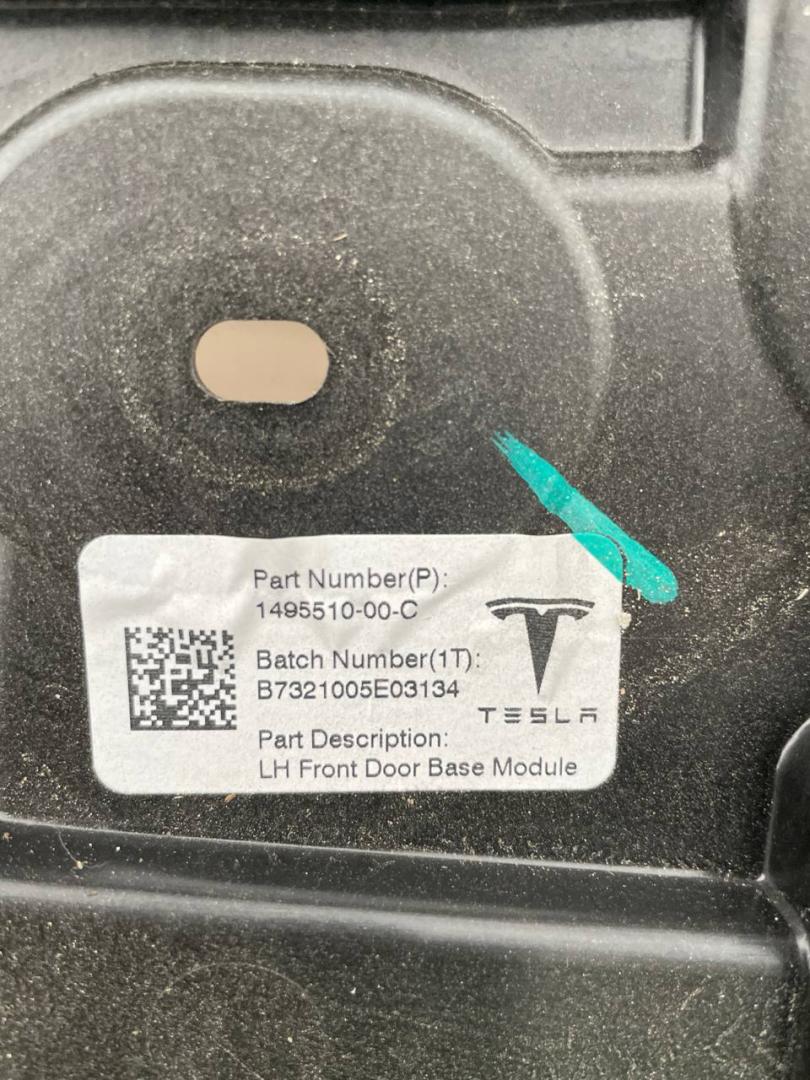 Part Number(P):
1495510-00-C
Batch Number(1T):
B7321005E03134
Part Description:
LH Front Door Base Module
TESLA